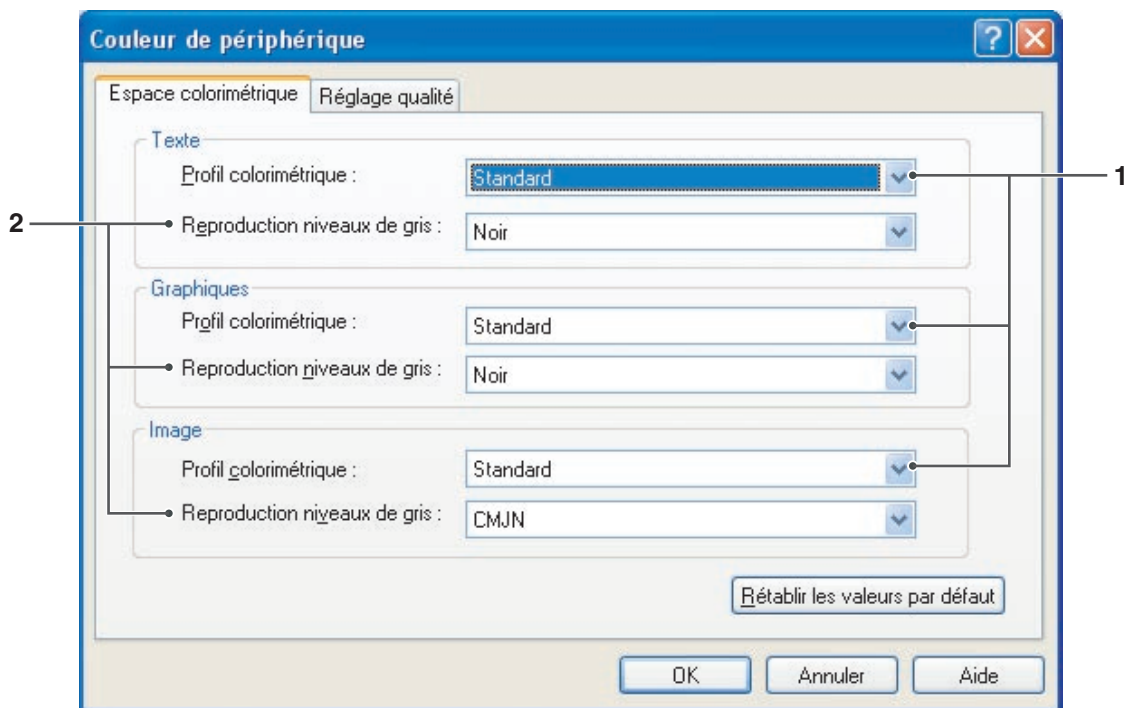 Couleur de périphérique
Espace colorimétrique Réglage qualité
Texte
Profil colorimétrique : Standard
1
2
Reproduction niveaux de gris : Noir
Graphiques
Profil colorimétrique : Standard
Reproduction niveaux de gris : Noir
Image
Profil colorimétrique : Standard
Reproduction niveaux de gris : CMJN
Rétablir les valeurs par défaut
OK Annuler Aide